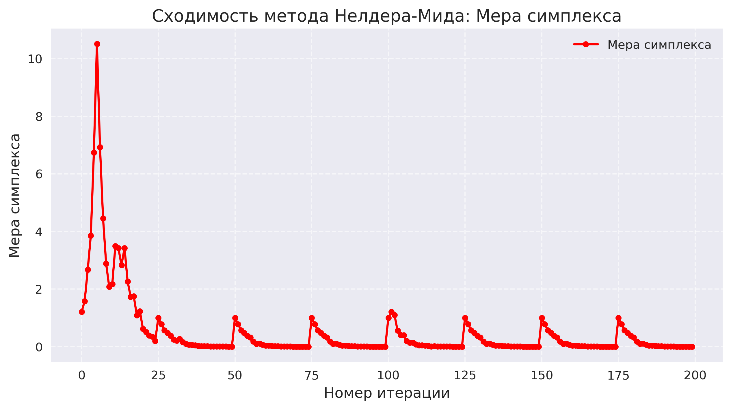 Сходимость метода Нелдера-Мида: Мера симплекса
Мера симплекса
Мера симплекса
10
8
6
4
2
0
0 25 50 75 100 125 150 175 200
Номер итерации